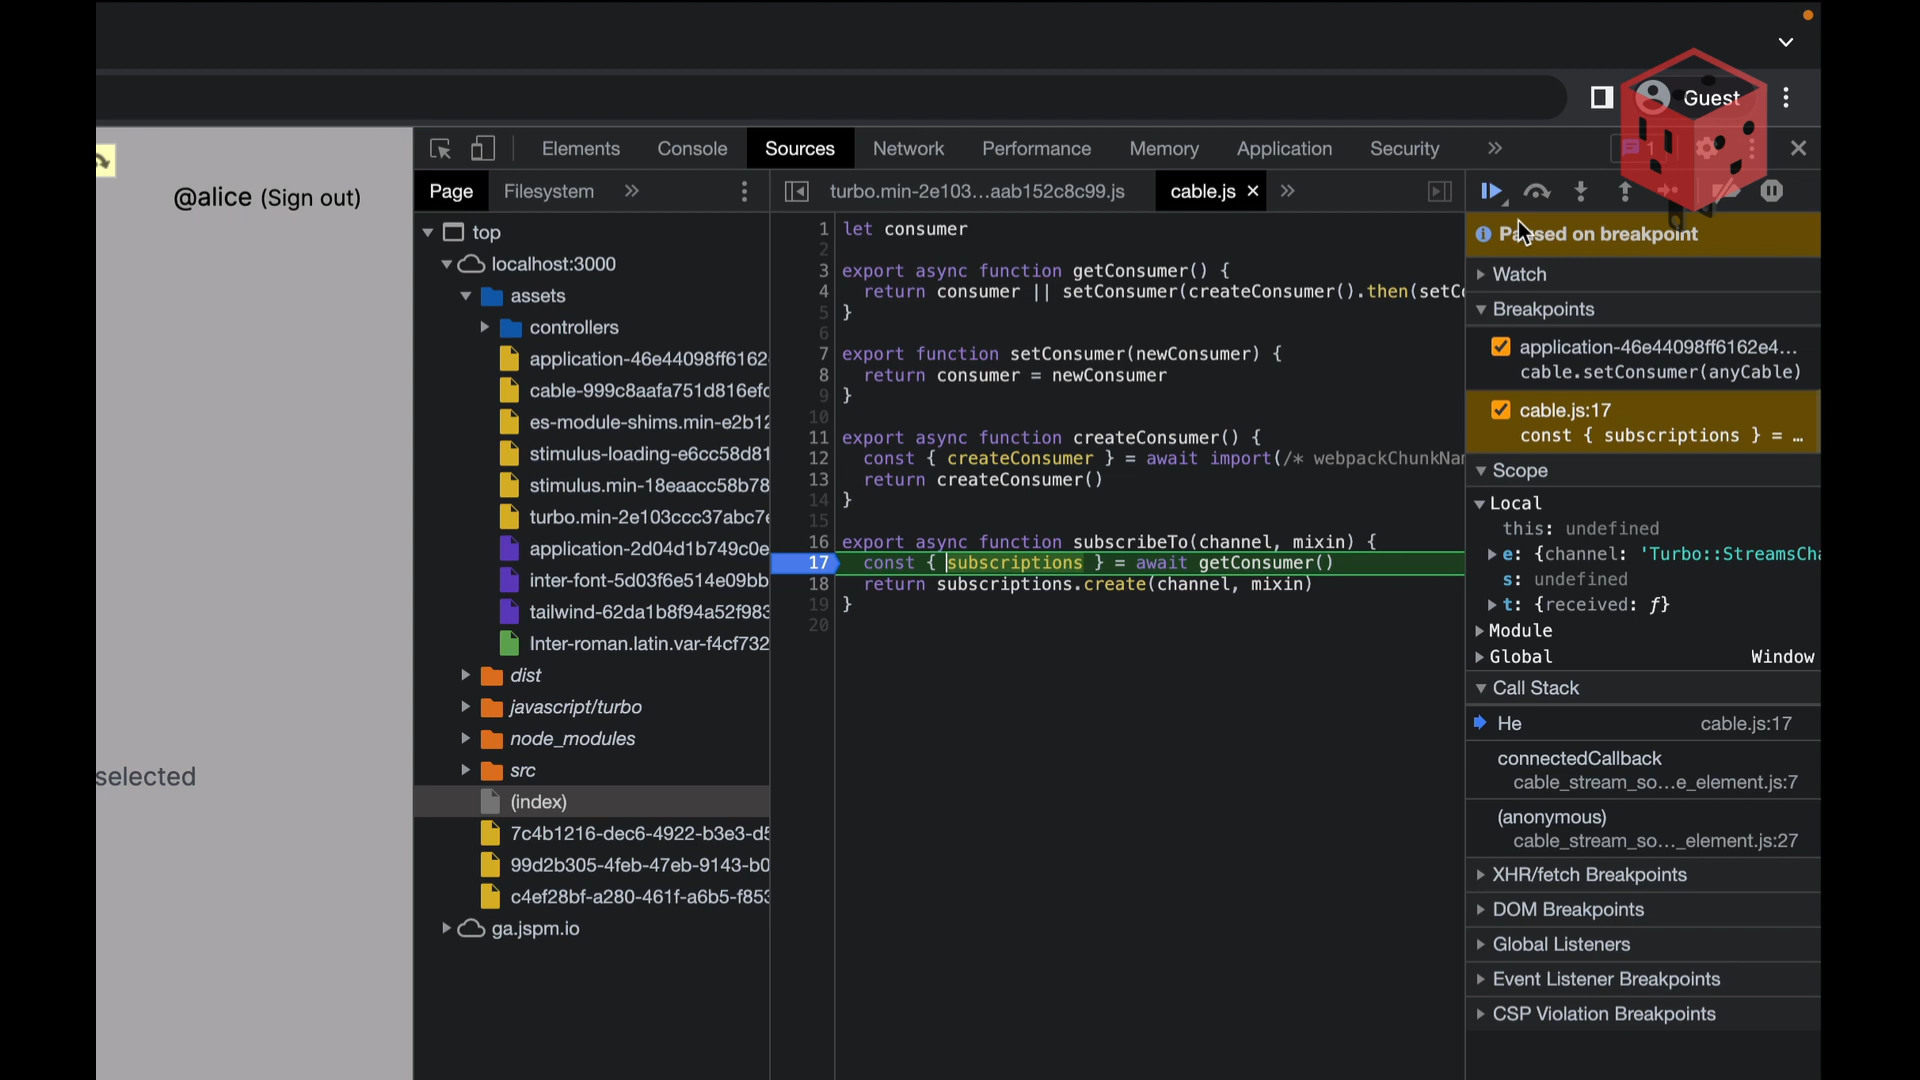 Guest
Elements
Console
Sources
Network
Performance
Memory
Application
Security
1
@alice (Sign out)
selected
Page
Filesystem
top
localhost:3000
assets
controllers
application-46e44098ff6162
cable-999c8aafa751d816efc
es-module-shims.min-e2b12
stimulus-loading-e6cc58d81
stimulus.min-18eaacc58b78
turbo.min-2e103ccc37abc7e
application-2d04d1b749c0e
inter-font-5d03f6e514e09bb
tailwind-62da1b8f94a52f983
Inter-roman.latin.var-f4cf732
dist
javascript/turbo
node_modules
src
(index)
7c4b1216-dec6-4922-b3e3-d5
99d2b305-4feb-47eb-9143-b0
c4ef28bf-a280-461f-a6b5-f853
ga.jspm.io
turbo.min-2e103…aab152c8c99.js
cable.js
1 let consumer
2
3 export async function getConsumer() {
4 return consumer || setConsumer(createConsumer().then(setCo
5 }
6
7 export function setConsumer(newConsumer) {
8 return consumer = newConsumer
9 }
10
11 export async function createConsumer() {
12 const { createConsumer } = await import(/* webpackChunkNam
13 return createConsumer()
14 }
15
16 export async function subscribeTo(channel, mixin) {
17 const { subscriptions } = await getConsumer()
18 return subscriptions.create(channel, mixin)
19 }
20
Paused on breakpoint
Watch
Breakpoints
application-46e44098ff6162e4…
cable.setConsumer(anyCable)
cable.js:17
const { subscriptions } = …
Scope
Local
this: undefined
e: {channel: 'Turbo::StreamsCha
s: undefined
t: {received: ƒ}
Module
Global Window
Call Stack
He cable.js:17
connectedCallback
cable_stream_so…e_element.js:7
(anonymous)
cable_stream_so…_element.js:27
XHR/fetch Breakpoints
DOM Breakpoints
Global Listeners
Event Listener Breakpoints
CSP Violation Breakpoints